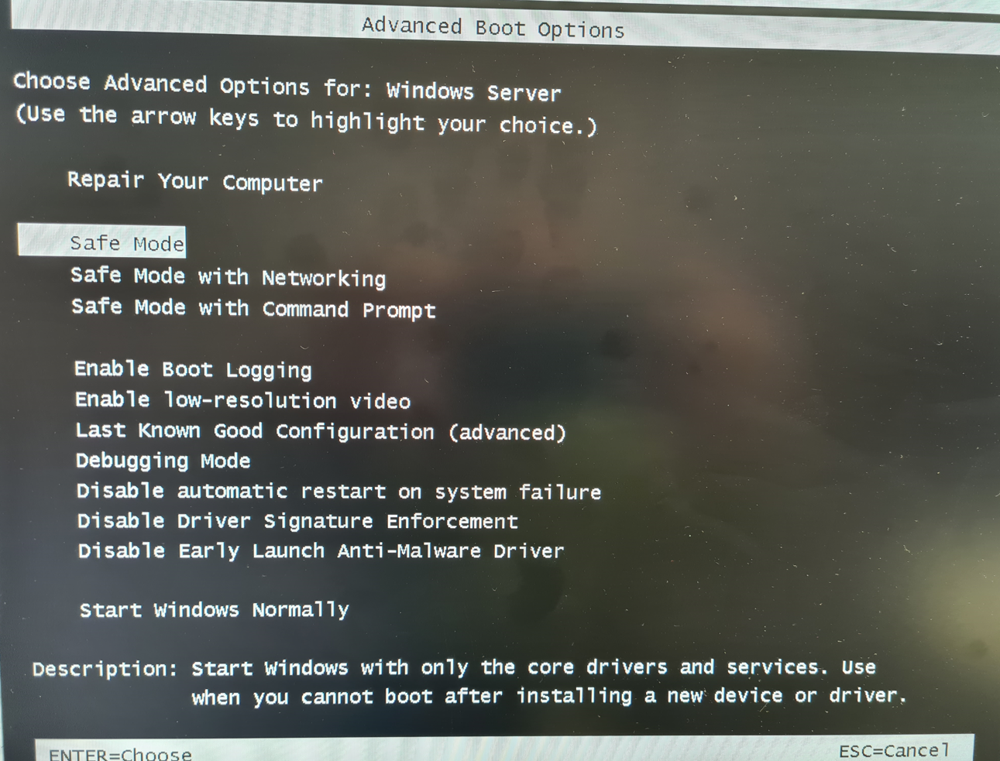 Advanced Boot Options
Choose Advanced Options for: Windows Server
(Use the arrow keys to highlight your choice.)
Repair Your Computer
Safe Mode
Safe Mode with Networking
Safe Mode with Command Prompt
Enable Boot Logging
Enable low-resolution video
Last Known Good Configuration (advanced)
Debugging Mode
Disable automatic restart on system failure
Disable Driver Signature Enforcement
Disable Early Launch Anti-Malware Driver
Start Windows Normally
Description: Start Windows with only the core drivers and services. Use
when you cannot boot after installing a new device or driver.
ENTER=Choose ESC=Cancel